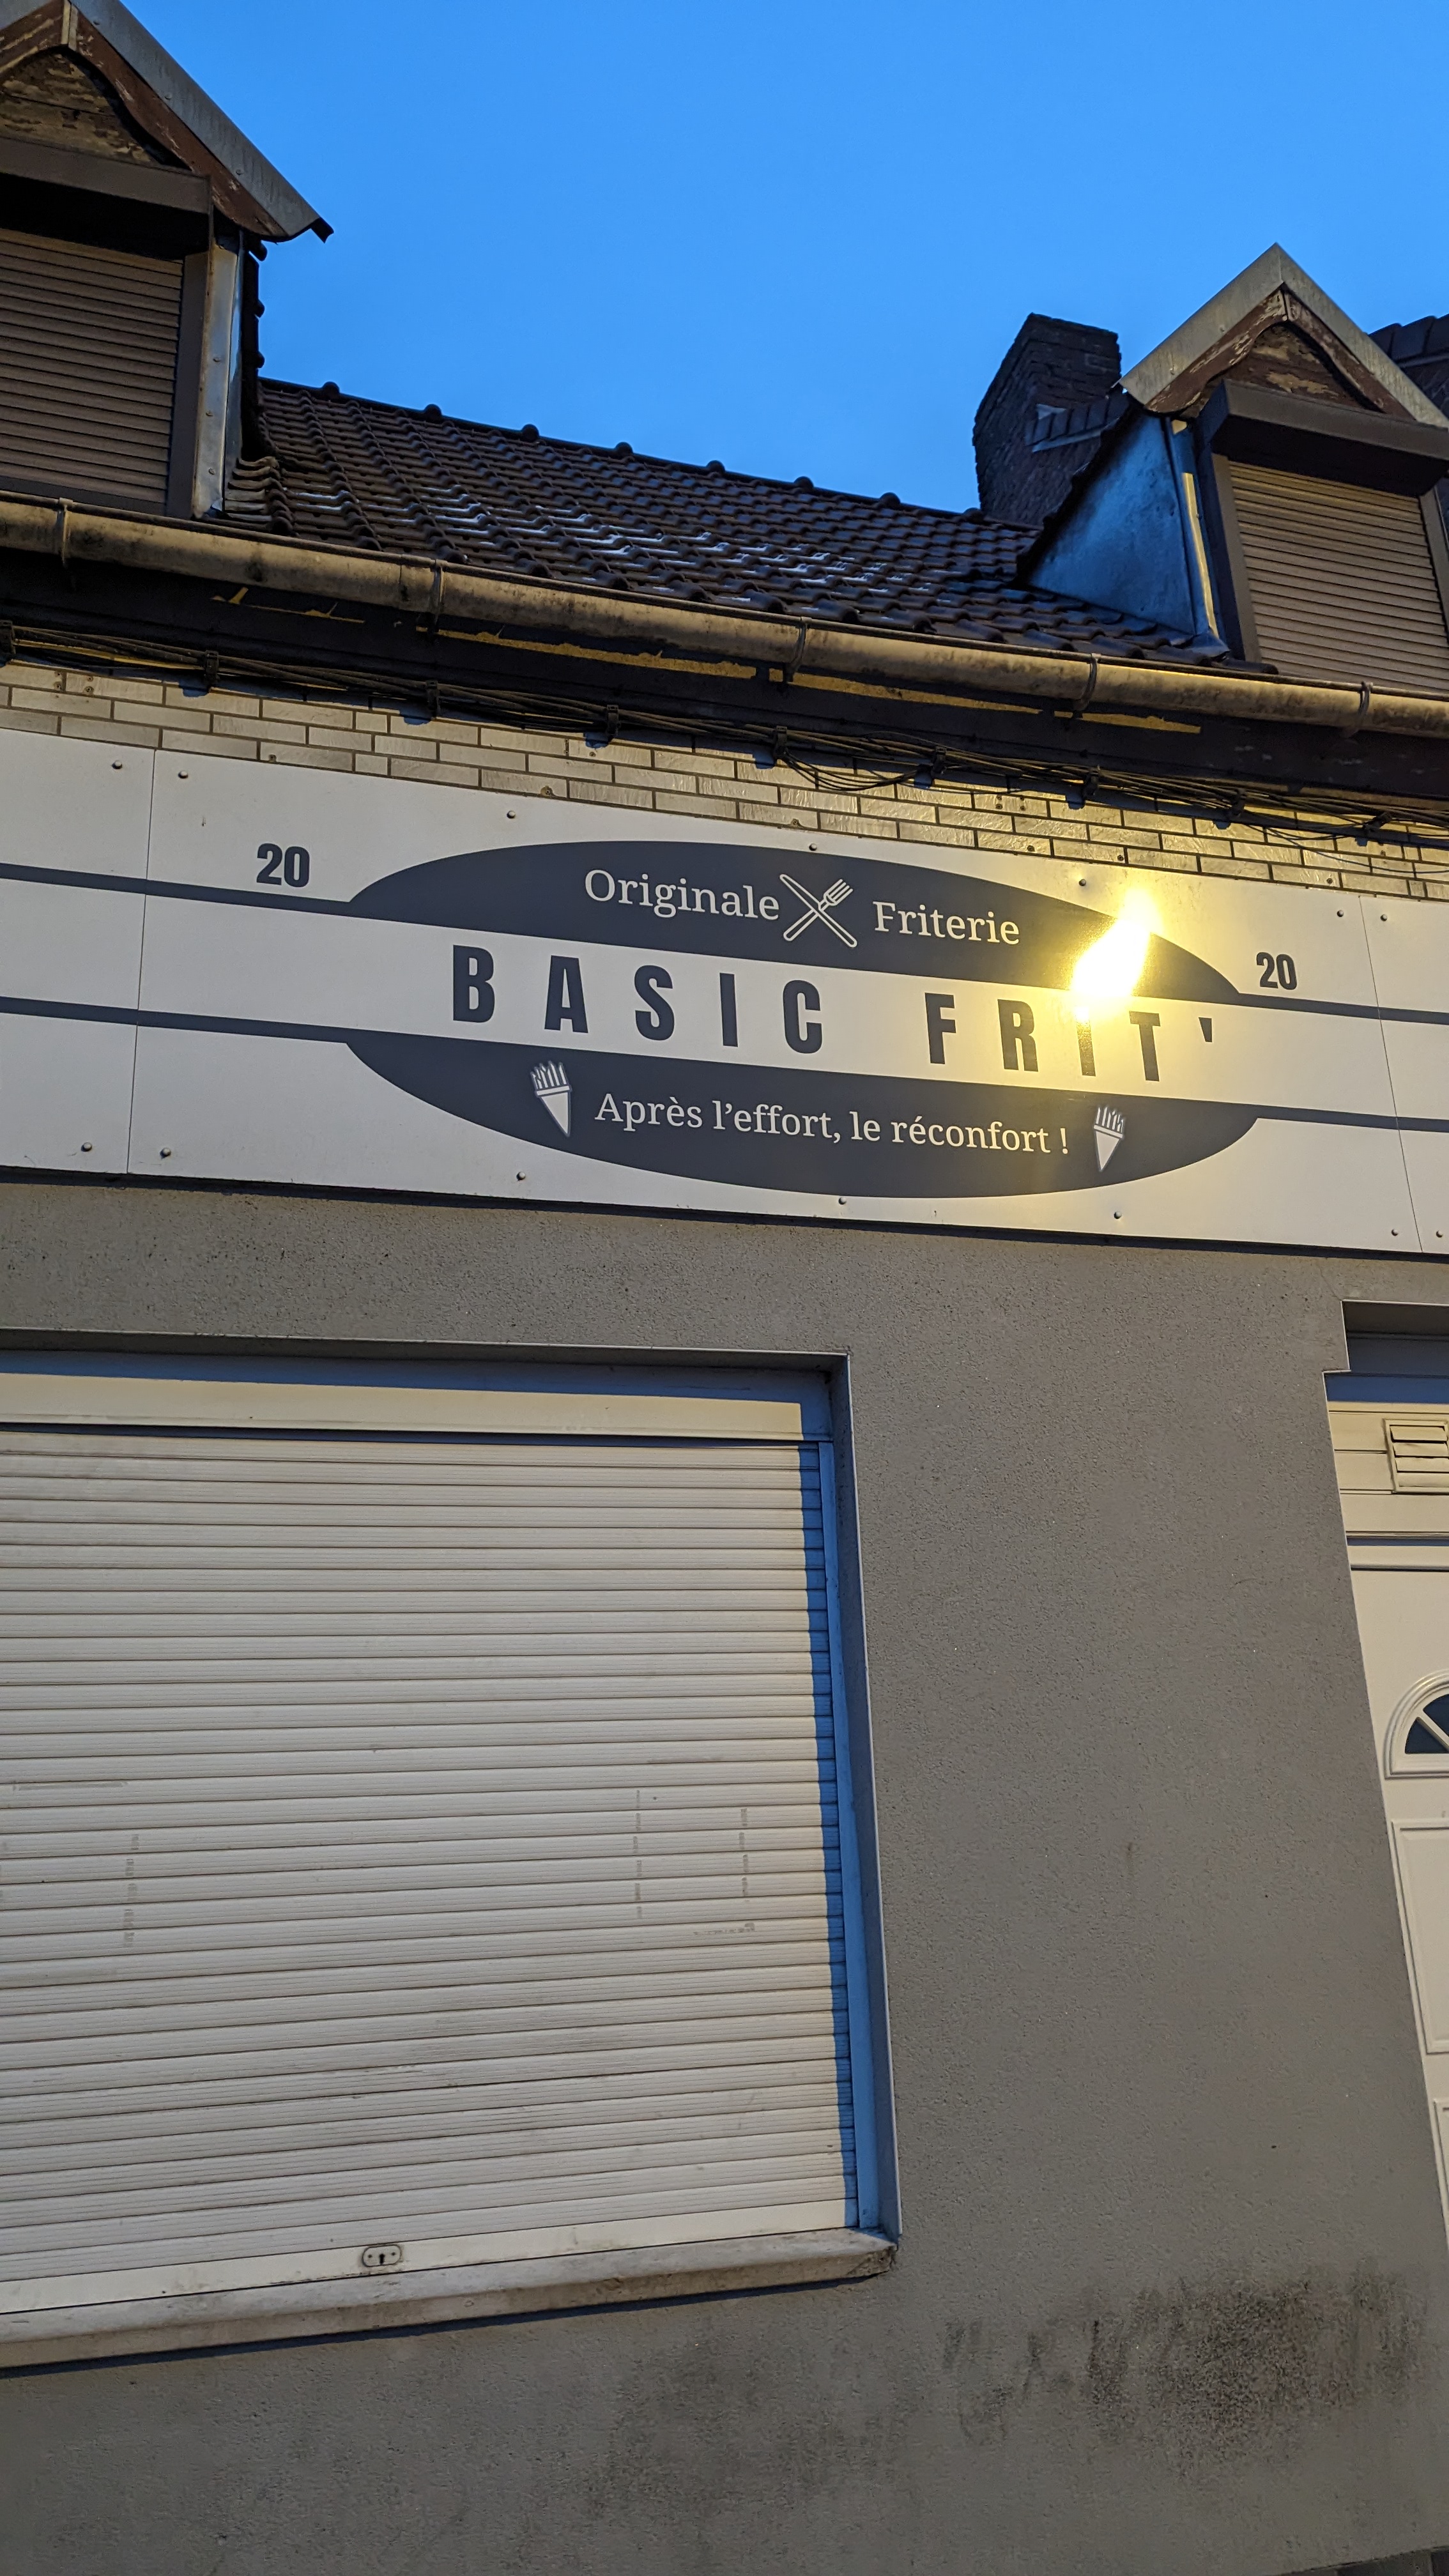 20
Originale Friterie
20
BASIC FRIT'
Après l'effort, le réconfort !